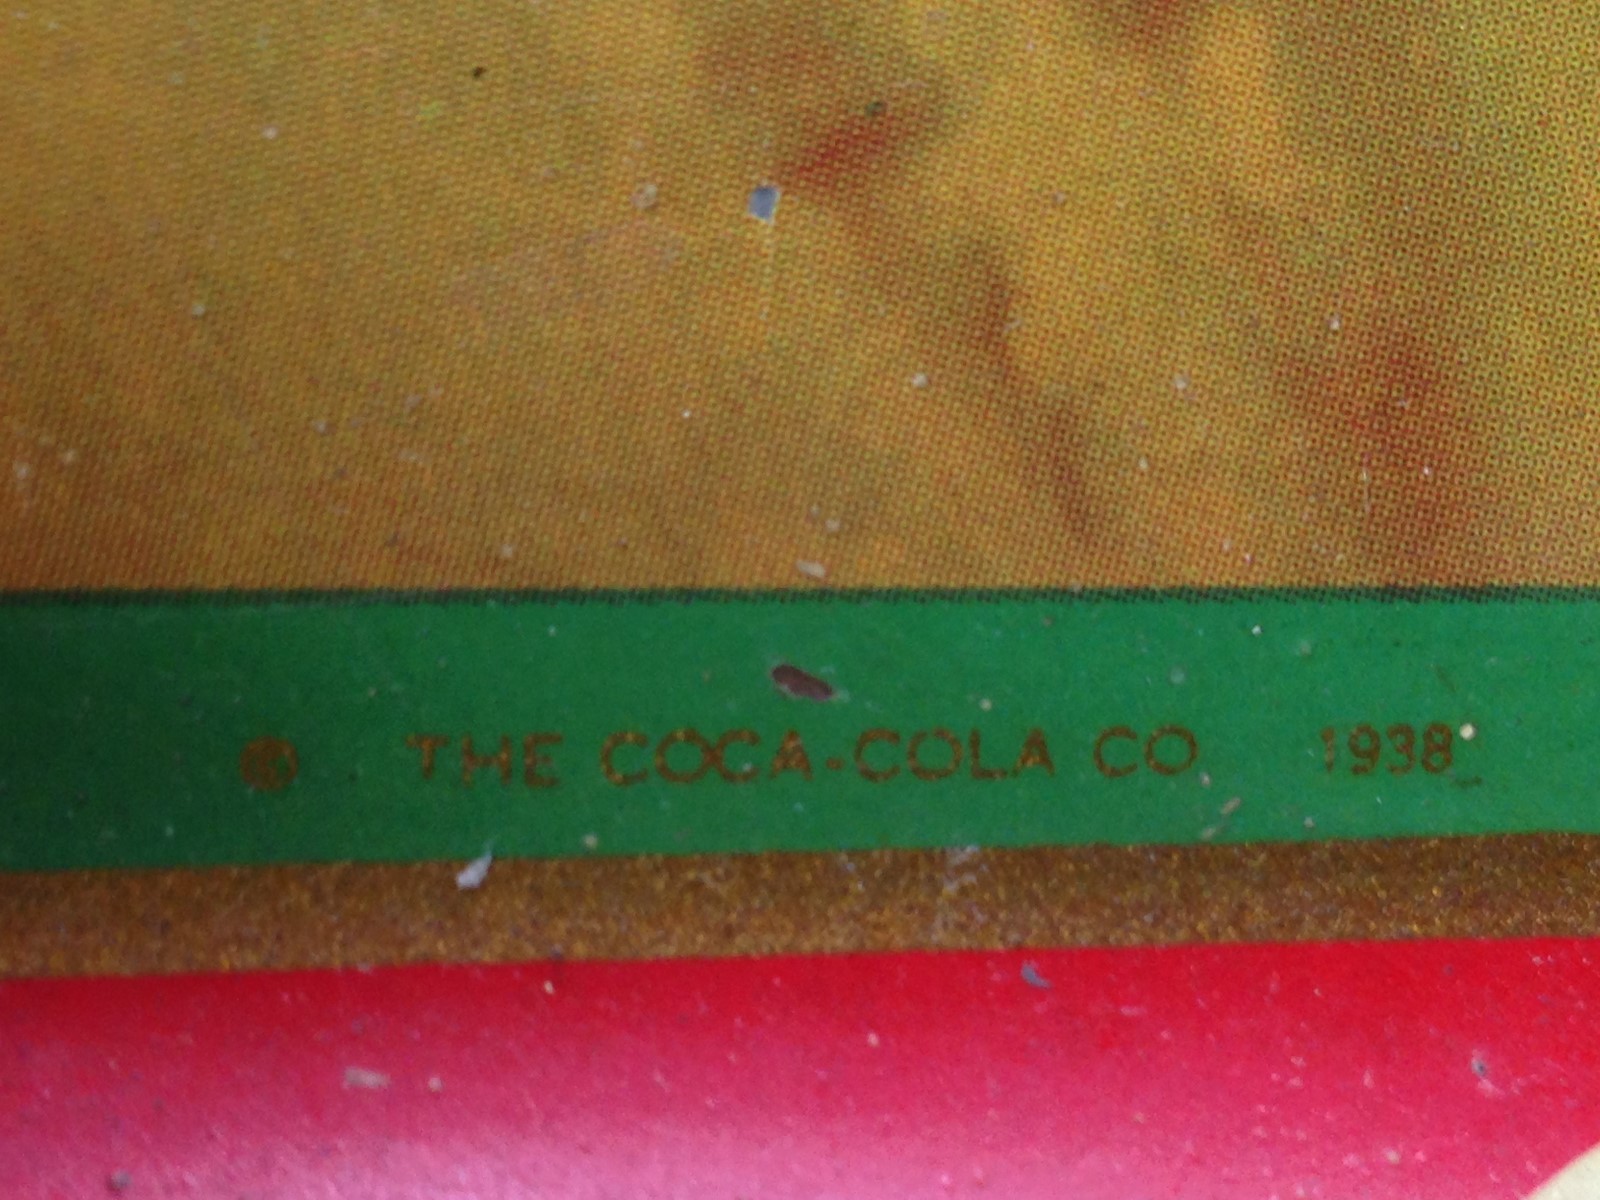 © THE COCA-COLA CO 1938